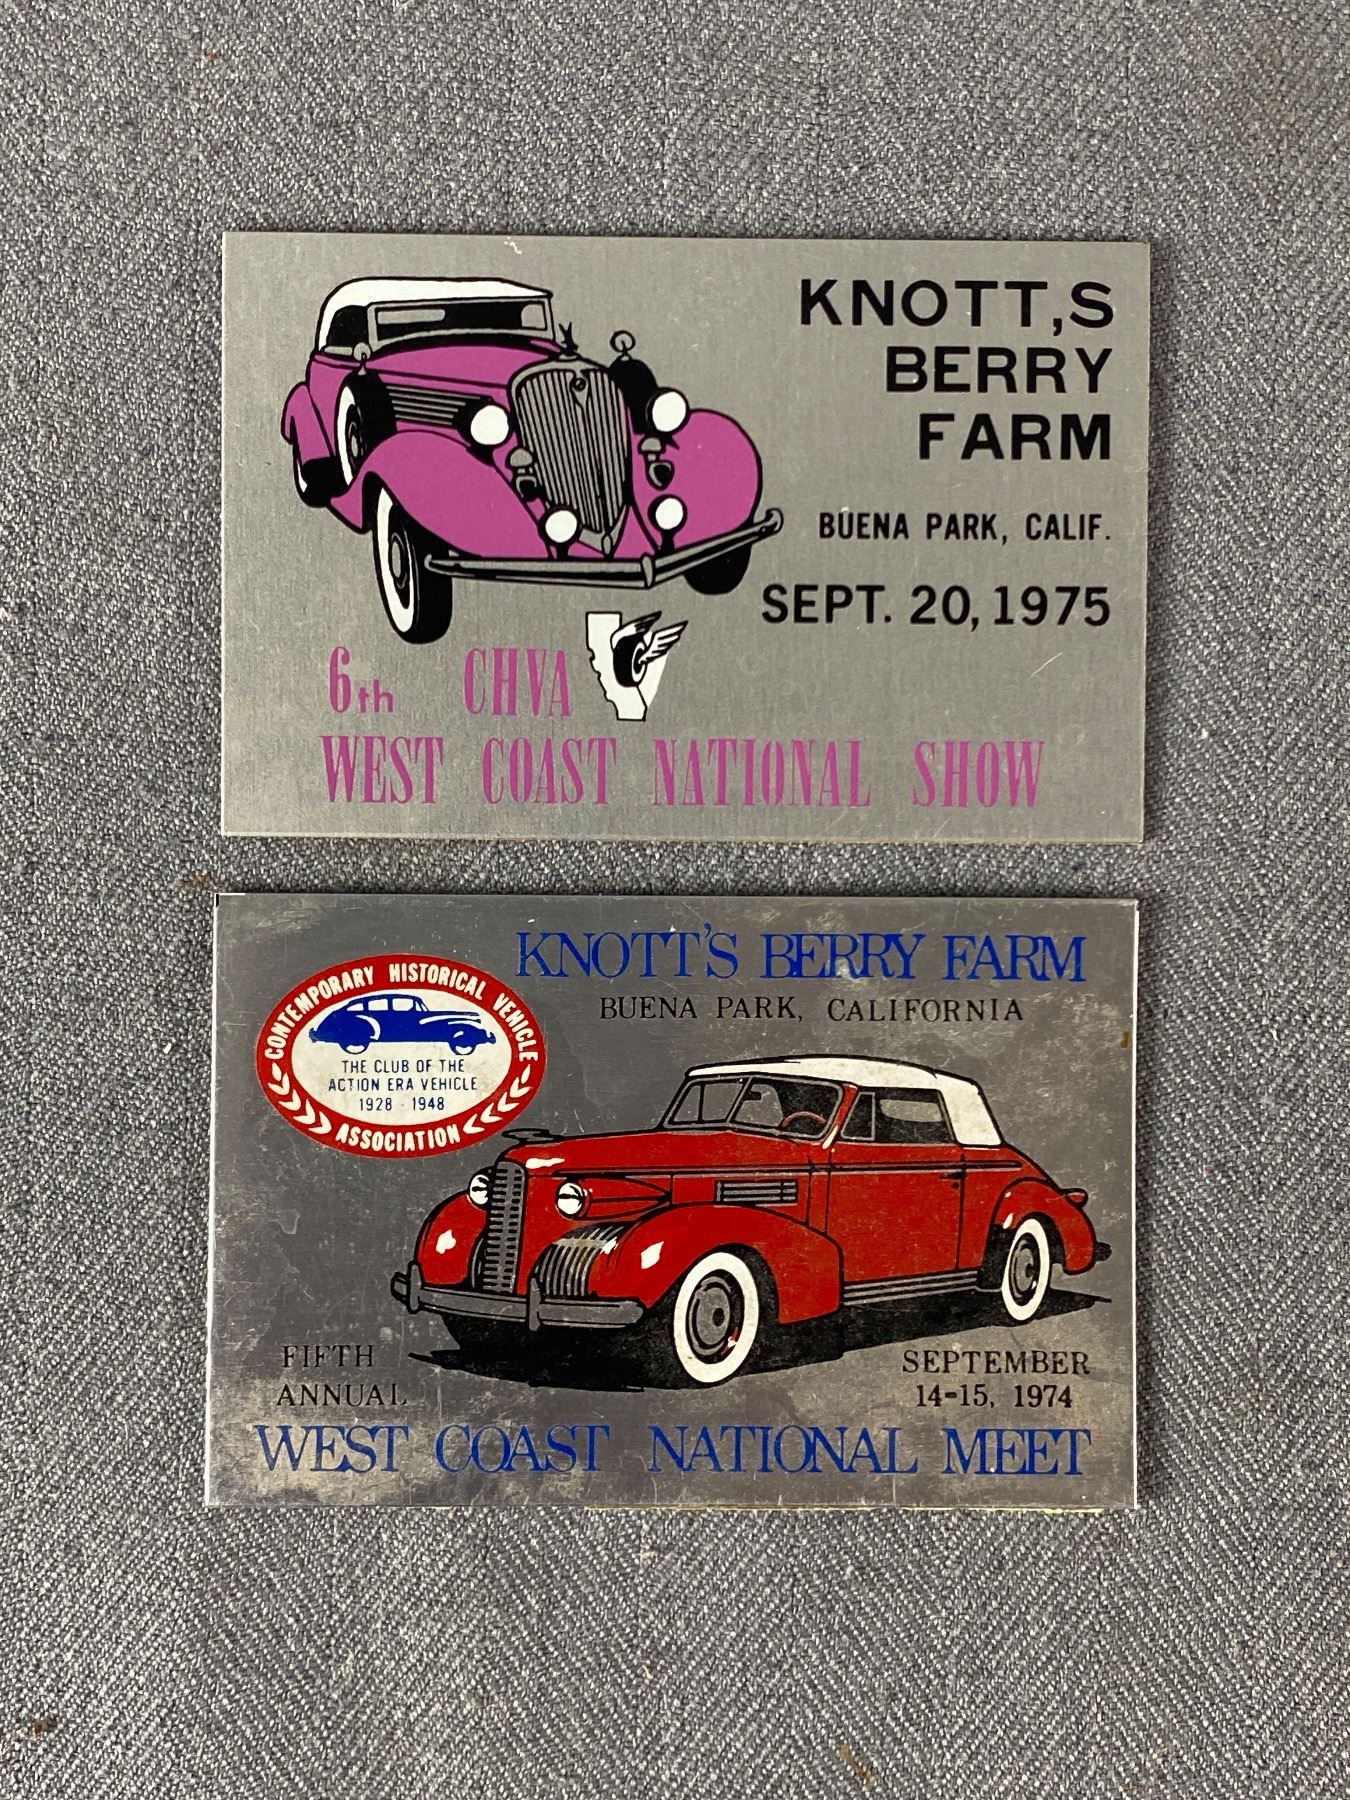 KNOTT,S
BERRY
FARM
BUENA PARK, CALIF.
SEPT. 20, 1975
6th CHVA
WEST COAST NATIONAL SHOW
KNOTT'S BERRY FARM
BUENA PARK, CALIFORNIA
CONTEMPORARY HISTORICAL VEHICLE
THE CLUB OF THE
ACTION ERA VEHICLE
1928 - 1948
ASSOCIATION
FIFTH
ANNUAL
SEPTEMBER
14-15, 1974
WEST COAST NATIONAL MEET